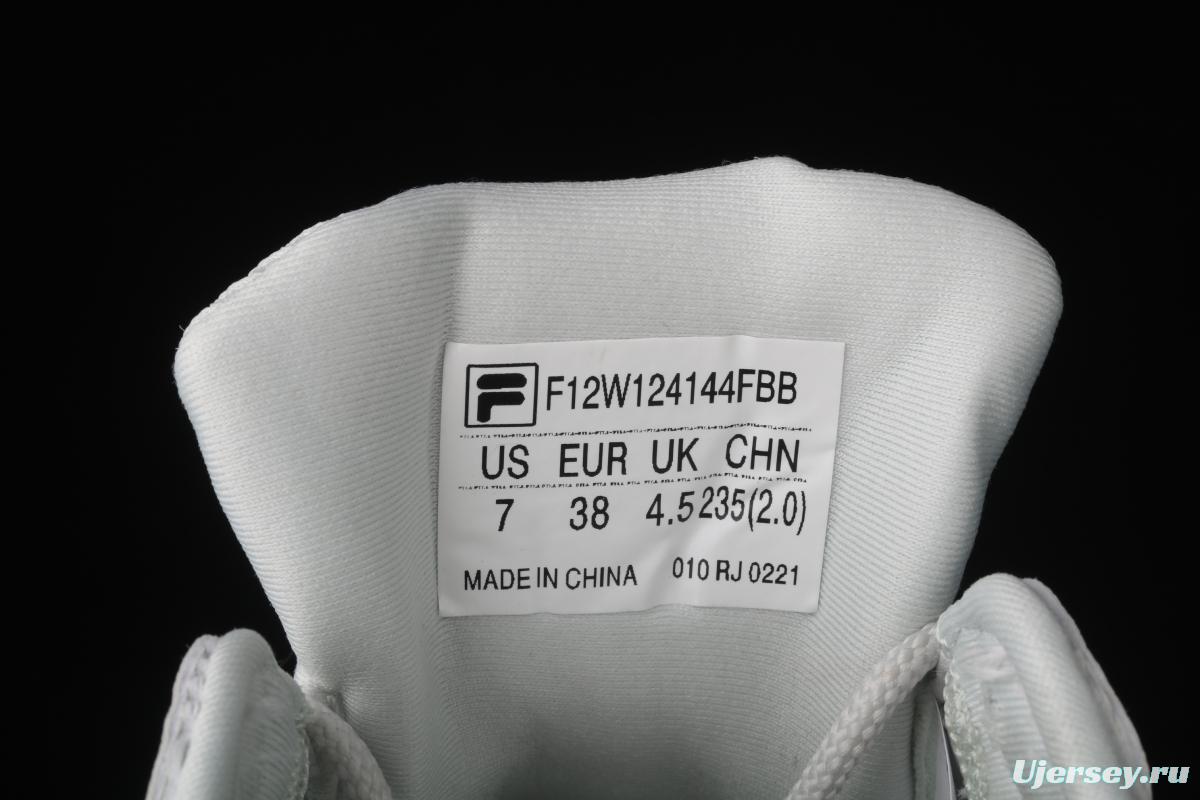 F F12W124144FBB
US EUR UK CHN
7 38 4.5 235(2.0)
MADE IN CHINA 010 RJ 0221
Ujersey.ru